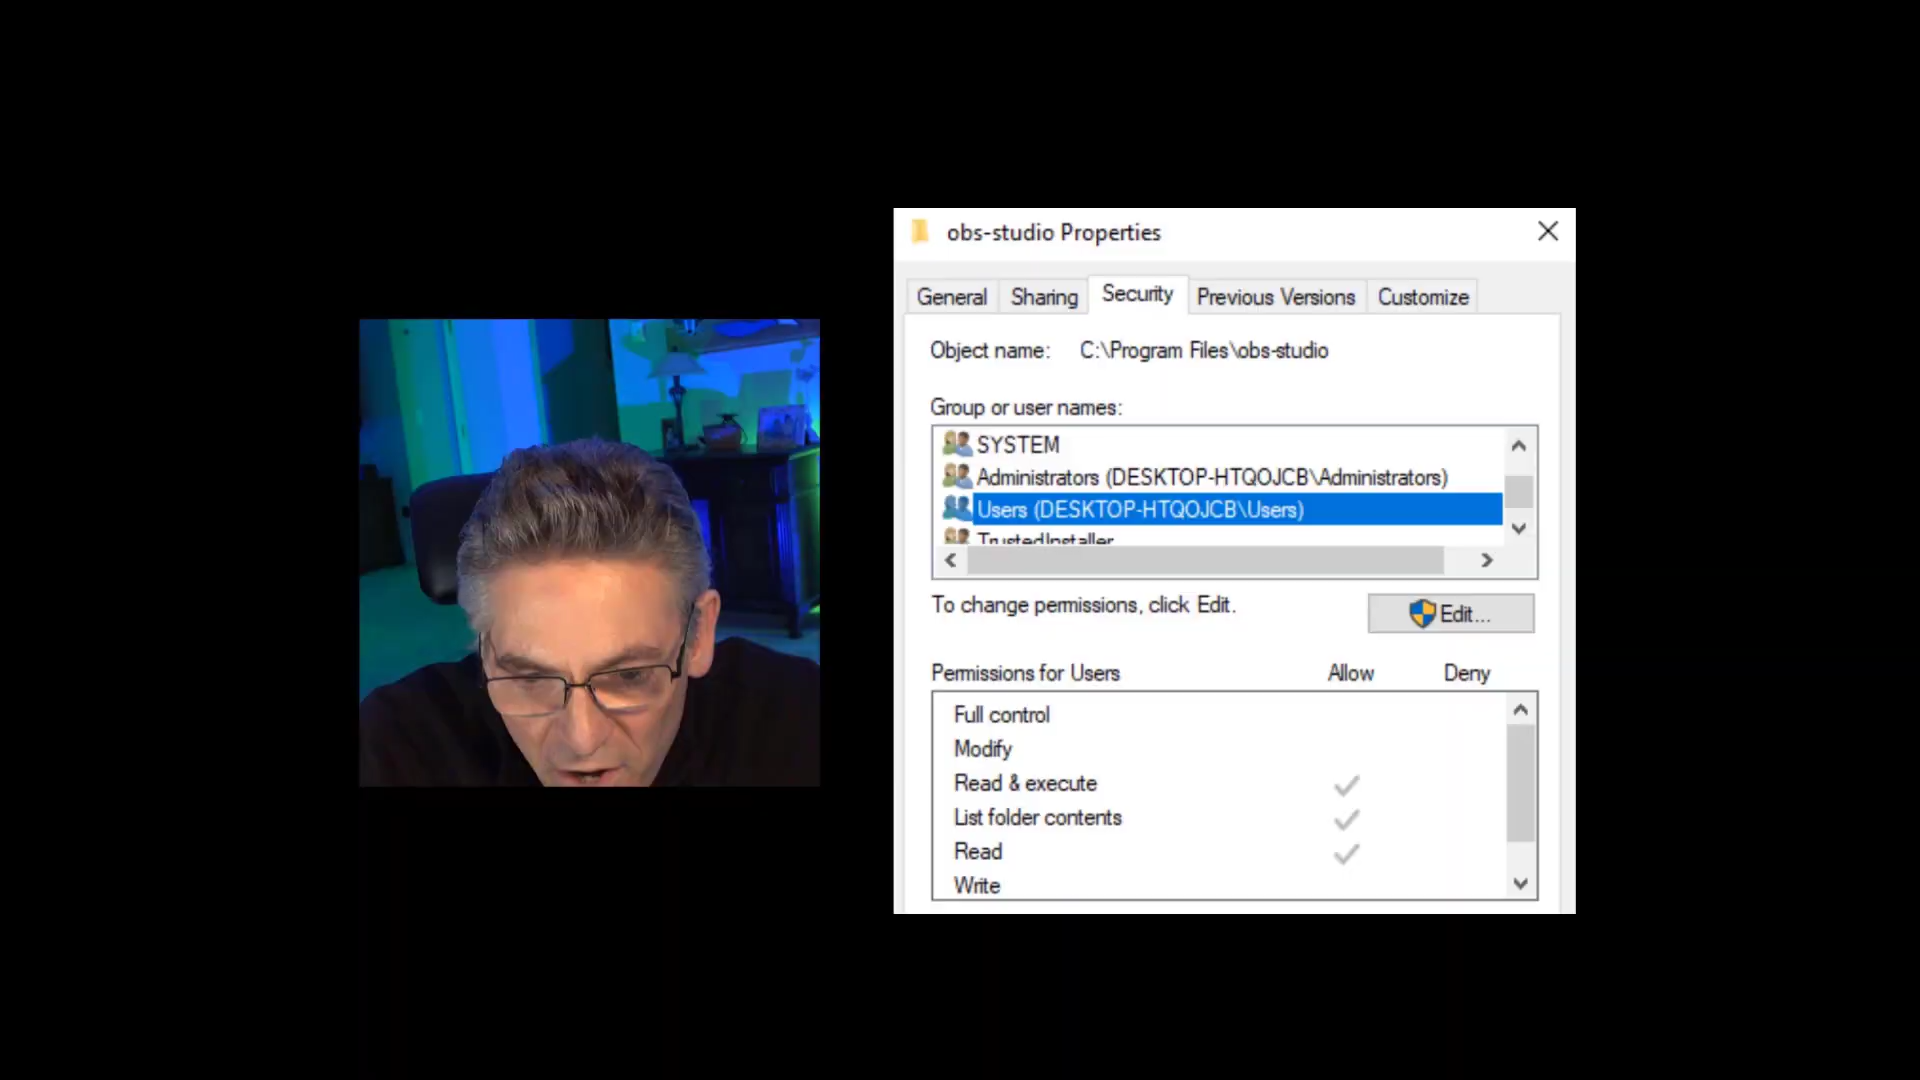 obs-studio Properties
General Sharing Security Previous Versions Customize
Object name: C:\Program Files\obs-studio
Group or user names:
SYSTEM
Administrators (DESKTOP-HTQOJCB\Administrators)
Users (DESKTOP-HTQOJCB\Users)
TrustedInstaller
To change permissions, click Edit.
Edit...
Permissions for Users Allow Deny
Full control
Modify
Read & execute
List folder contents
Read
Write